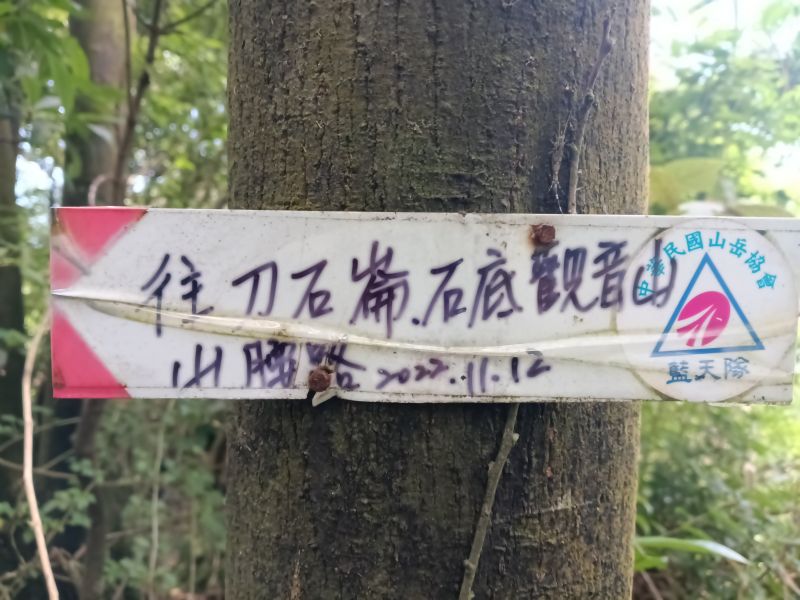 往刀石崙.石底觀音山
山腰路 2022.11.12
中華民國山岳協會
藍天隊